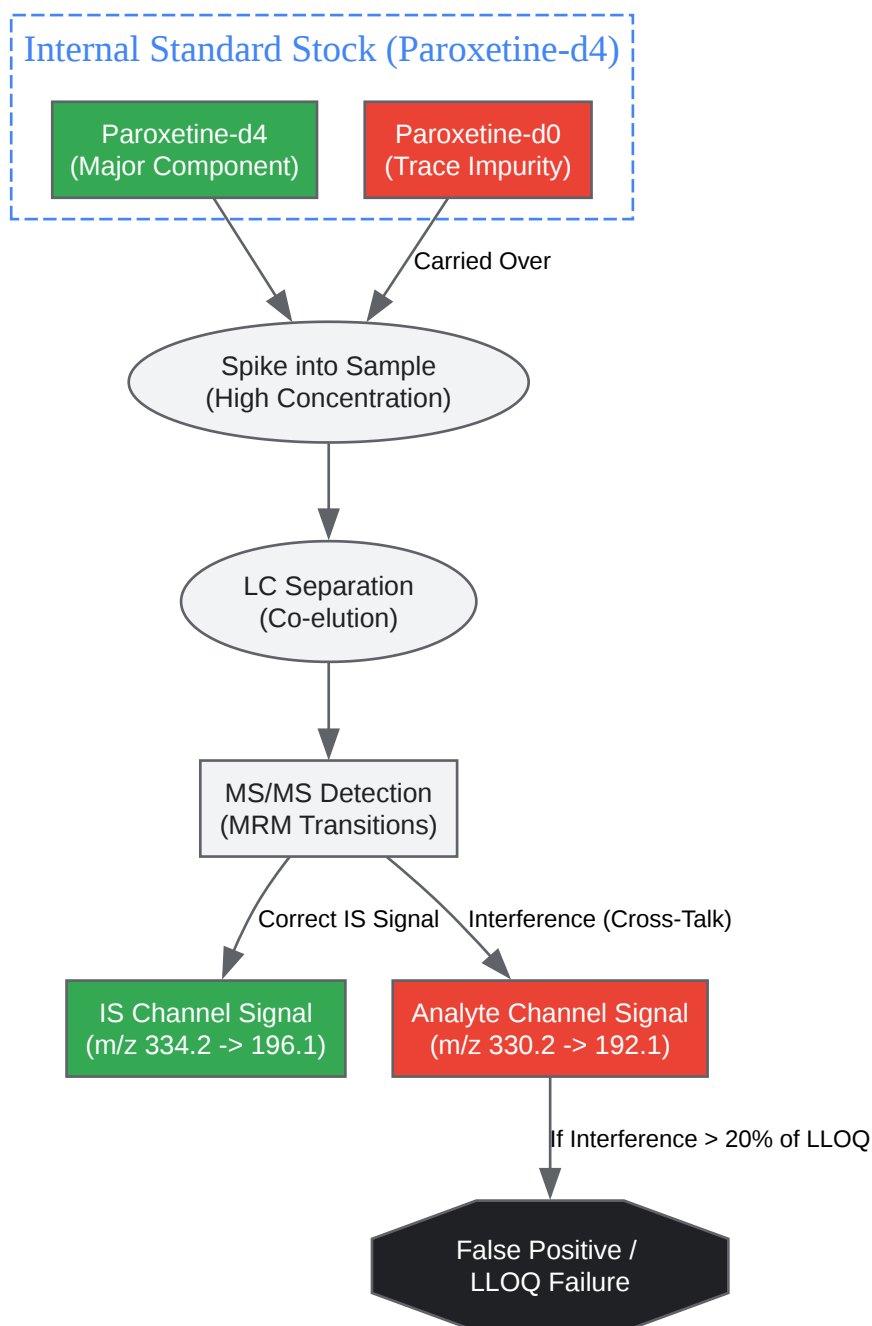 Internal Standard Stock (Paroxetine-d4)
Paroxetine-d4
(Major Component)
Paroxetine-d0
(Trace Impurity)
Carried Over
Spike into Sample
(High Concentration)
LC Separation
(Co-elution)
MS/MS Detection
(MRM Transitions)
Correct IS Signal
Interference (Cross-Talk)
IS Channel Signal
(m/z 334.2 -> 196.1)
Analyte Channel Signal
(m/z 330.2 -> 192.1)
If Interference > 20% of LLOQ
False Positive /
LLOQ Failure